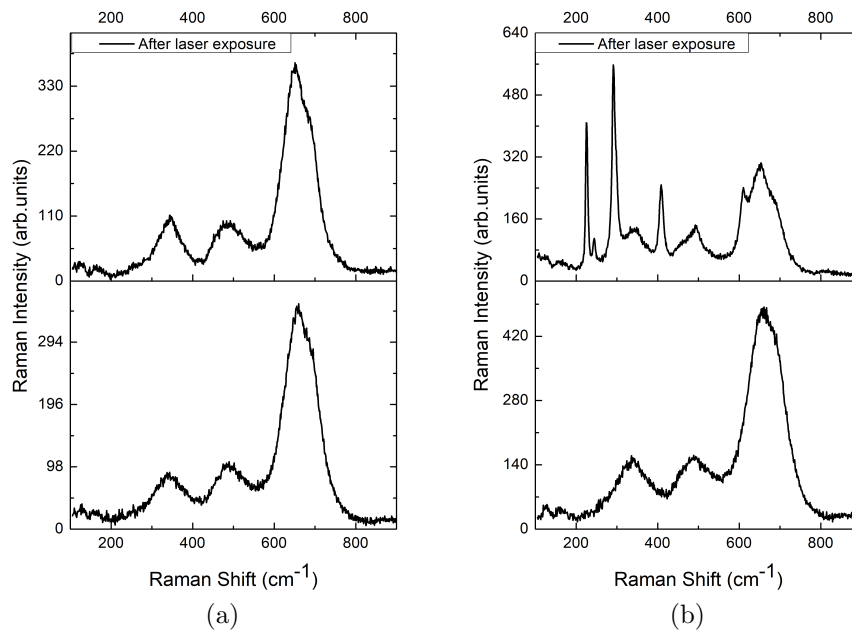 200 400 600 800
After laser exposure
330
220
110
0
294
196
98
0
200 400 600 800
Raman Intensity (arb.units)
Raman Shift (cm-1)
(a)
200 400 600 800
After laser exposure
640
480
320
160
0
420
280
140
0
200 400 600 800
Raman Intensity (arb.units)
Raman Shift (cm-1)
(b)